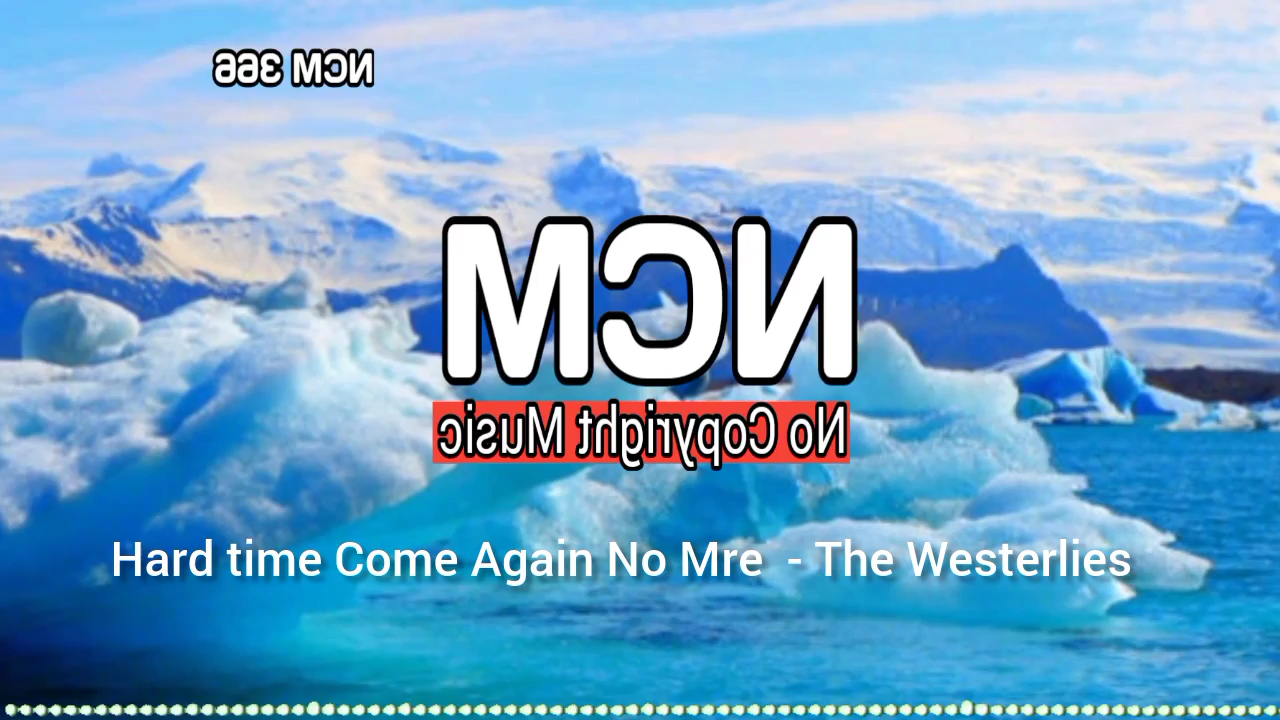 NCM 366
NCM
No Copyright Music
Hard time Come Again No Mre - The Westerlies